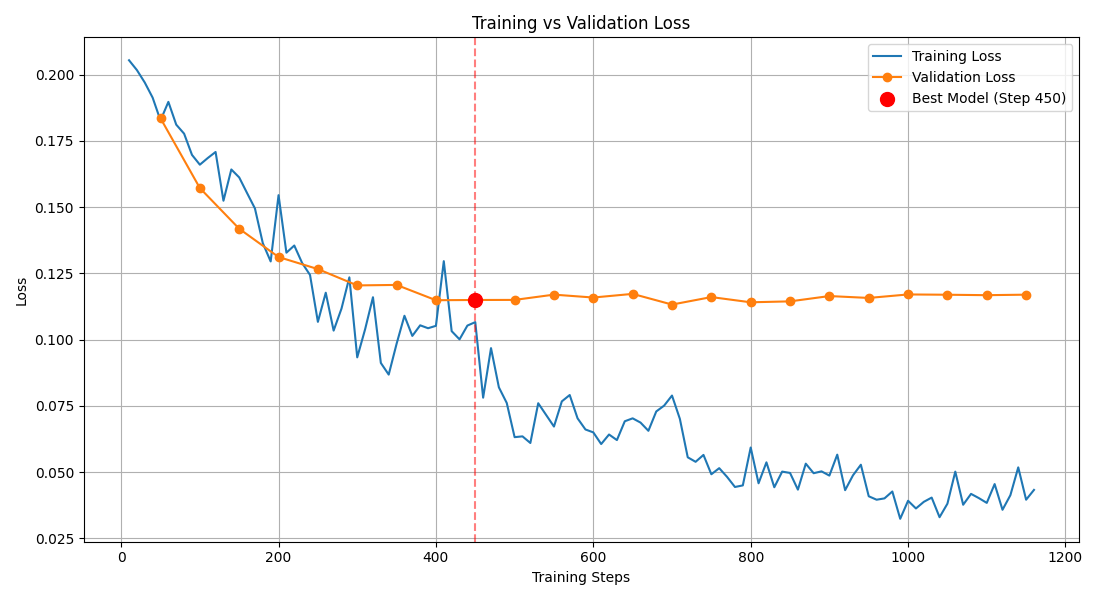 Training vs Validation Loss
Training Loss
Validation Loss
Best Model (Step 450)
0.200
0.175
0.150
0.125
0.100
0.075
0.050
0.025
Loss
0 200 400 600 800 1000 1200
Training Steps